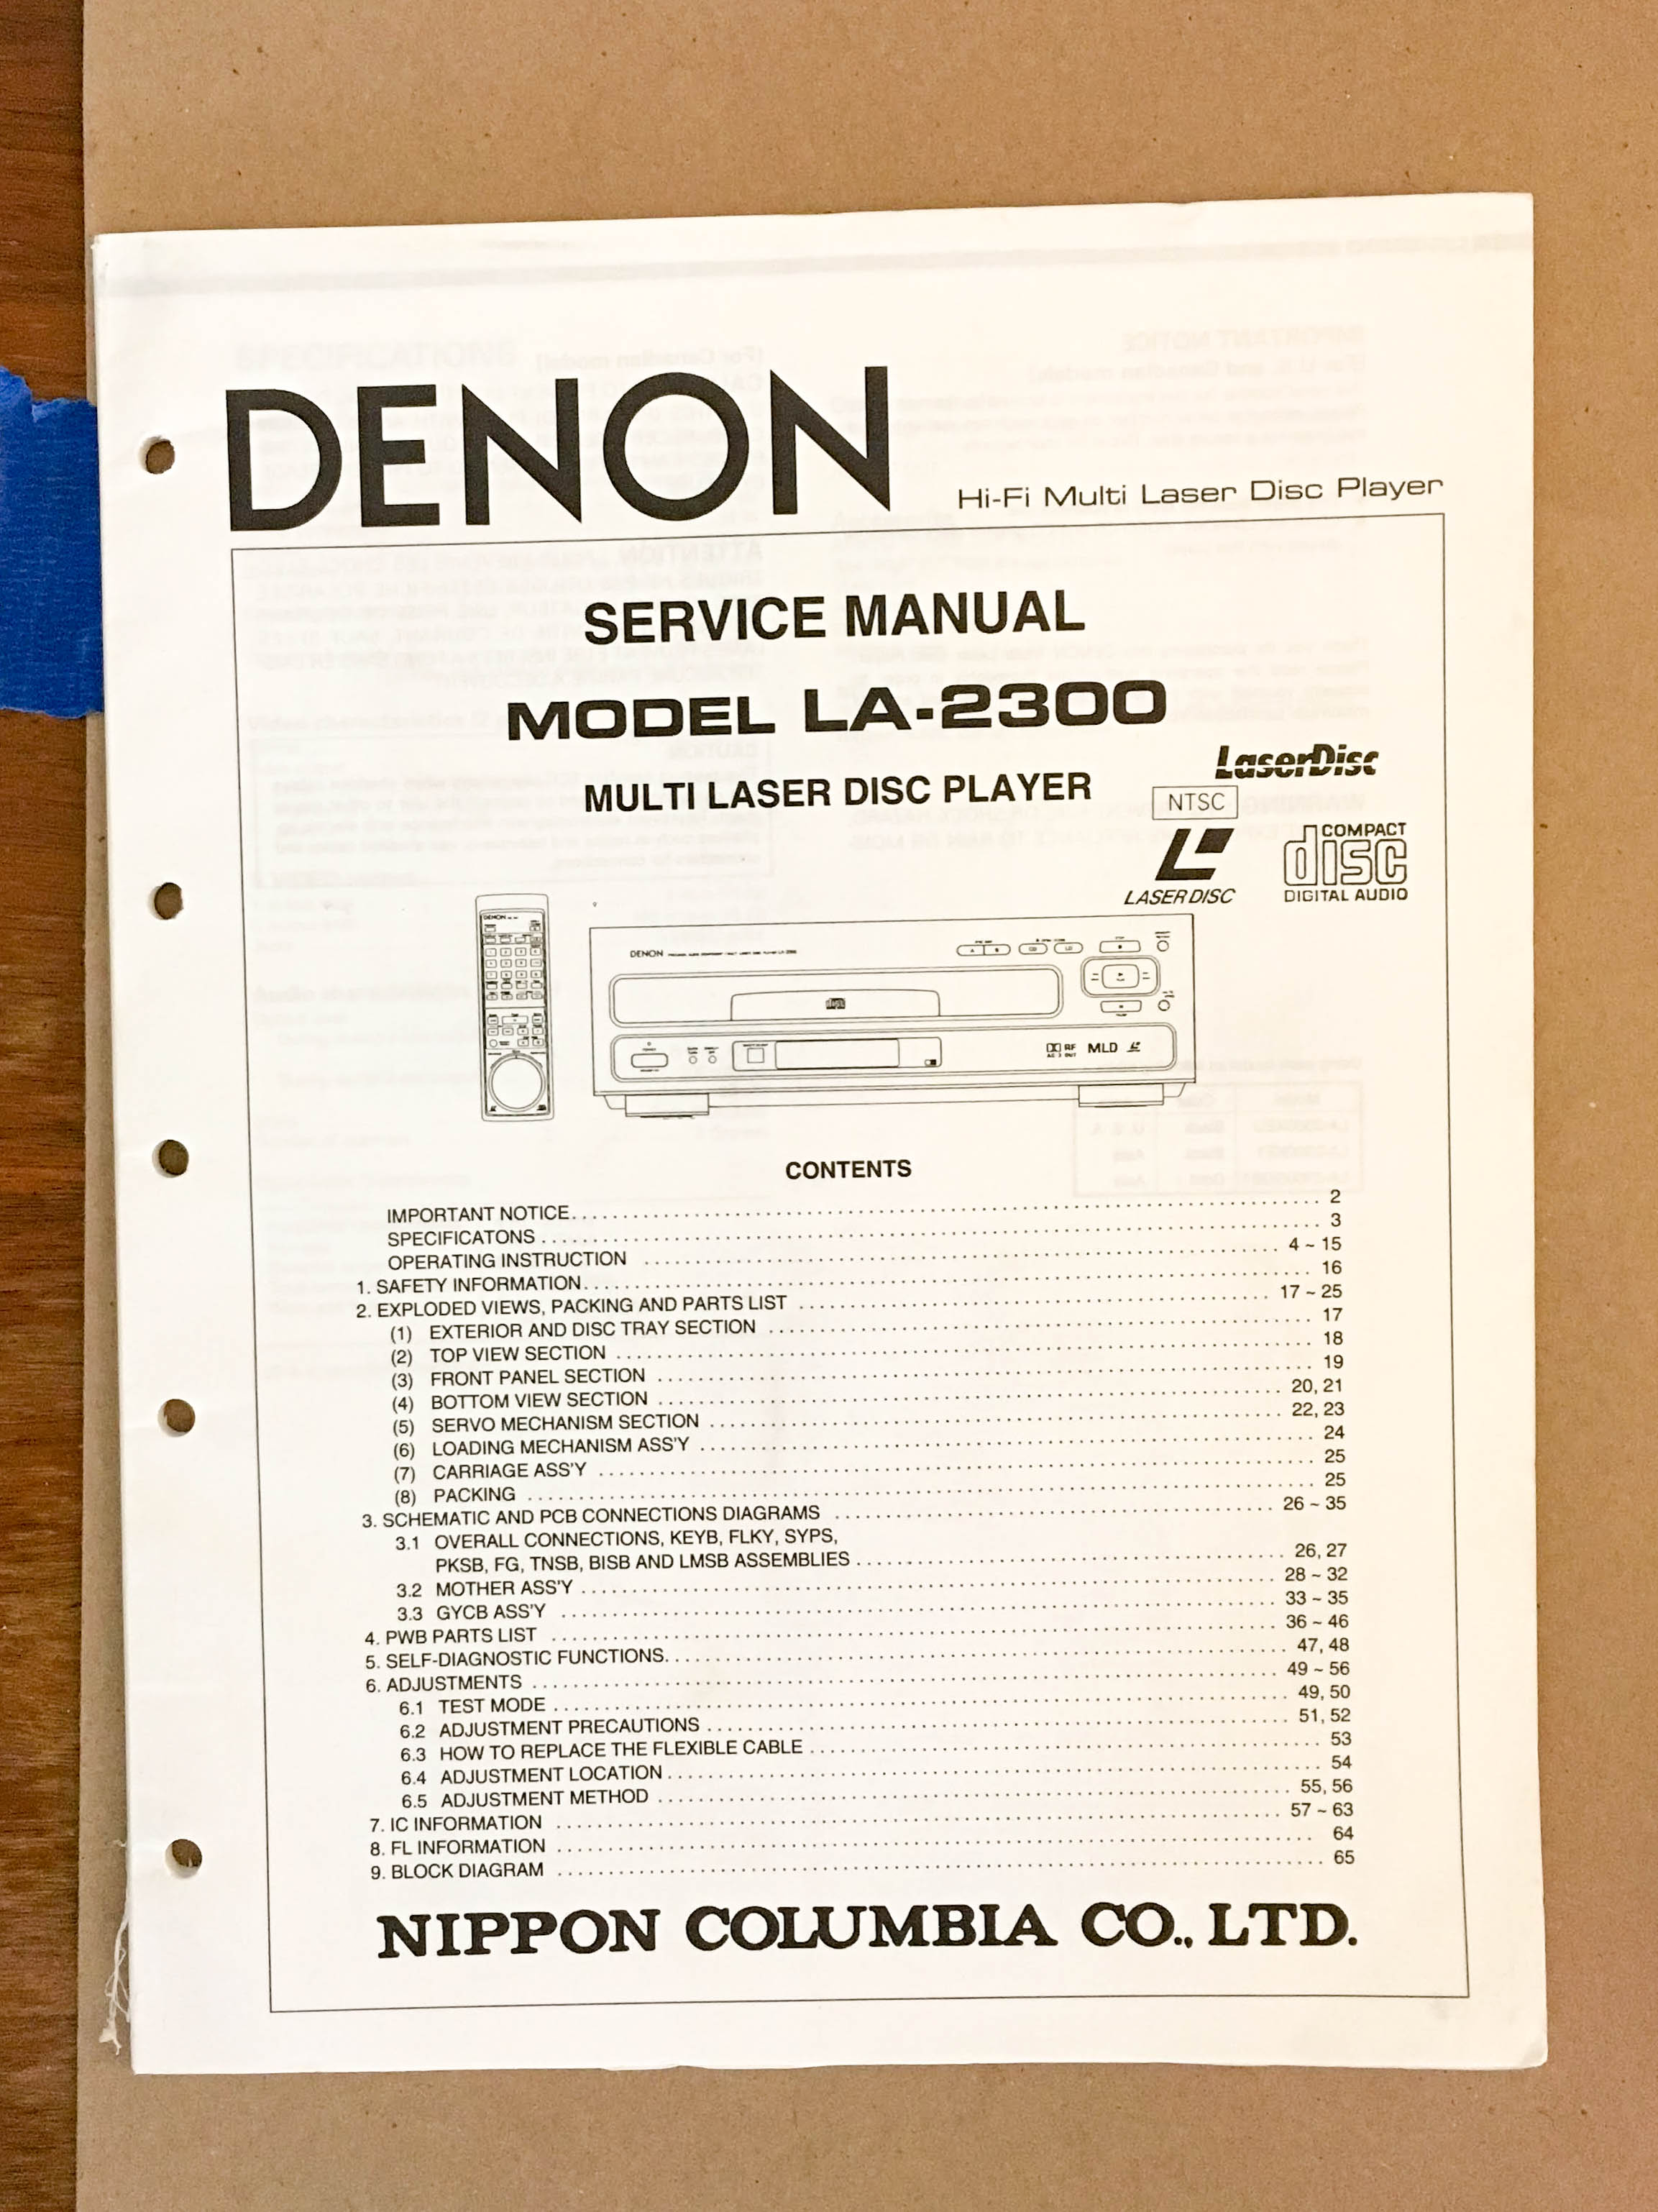 DENON
Hi-Fi Multi Laser Disc Player
SERVICE MANUAL
MODEL LA-2300
MULTI LASER DISC PLAYER
LaserDisc
NTSC
LASERDISC
COMPACT
disc
DIGITAL AUDIO
DENON
DENON
RF
AC-3 OUT
MLD
CONTENTS
IMPORTANT NOTICE 2
SPECIFICATONS 3
OPERATING INSTRUCTION 4 ~ 15
1. SAFETY INFORMATION 16
2. EXPLODED VIEWS, PACKING AND PARTS LIST 17 ~ 25
(1) EXTERIOR AND DISC TRAY SECTION 17
(2) TOP VIEW SECTION 18
(3) FRONT PANEL SECTION 19
(4) BOTTOM VIEW SECTION 20, 21
(5) SERVO MECHANISM SECTION 22, 23
(6) LOADING MECHANISM ASS'Y 24
(7) CARRIAGE ASS'Y 25
(8) PACKING 25
3. SCHEMATIC AND PCB CONNECTIONS DIAGRAMS 26 ~ 35
3.1 OVERALL CONNECTIONS, KEYB, FLKY, SYPS,
PKSB, FG, TNSB, BISB AND LMSB ASSEMBLIES 26, 27
3.2 MOTHER ASS'Y 28 ~ 32
3.3 GYCB ASS'Y 33 ~ 35
4. PWB PARTS LIST 36 ~ 46
5. SELF-DIAGNOSTIC FUNCTIONS 47, 48
6. ADJUSTMENTS 49 ~ 56
6.1 TEST MODE 49, 50
6.2 ADJUSTMENT PRECAUTIONS 51, 52
6.3 HOW TO REPLACE THE FLEXIBLE CABLE 53
6.4 ADJUSTMENT LOCATION 54
6.5 ADJUSTMENT METHOD 55, 56
7. IC INFORMATION 57 ~ 63
8. FL INFORMATION 64
9. BLOCK DIAGRAM 65
NIPPON COLUMBIA CO., LTD.